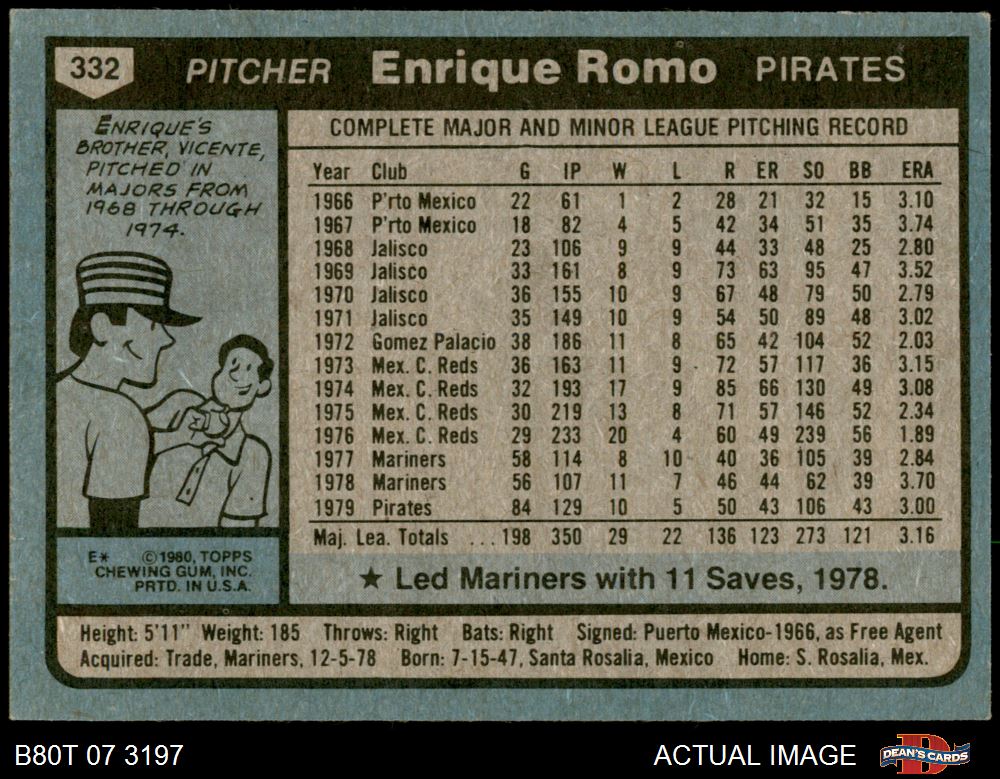 332 PITCHER Enrique Romo PIRATES
ENRIQUE'S
BROTHER, VICENTE,
PITCHED IN
MAJORS FROM
1968 THROUGH
1974.
E* ©1980, TOPPS
CHEWING GUM, INC.
PRTD. IN U.S.A.
COMPLETE MAJOR AND MINOR LEAGUE PITCHING RECORD
Year Club G IP W L R ER SO BB ERA
1966 P'rto Mexico 22 61 1 2 28 21 32 15 3.10
1967 P'rto Mexico 18 82 4 5 42 34 51 35 3.74
1968 Jalisco 23 106 9 9 44 33 48 25 2.80
1969 Jalisco 33 161 8 9 73 63 95 47 3.52
1970 Jalisco 36 155 10 9 67 48 79 50 2.79
1971 Jalisco 35 149 10 9 54 50 89 48 3.02
1972 Gomez Palacio 38 186 11 8 65 42 104 52 2.03
1973 Mex. C. Reds 36 163 11 9 72 57 117 36 3.15
1974 Mex. C. Reds 32 193 17 9 85 66 130 49 3.08
1975 Mex. C. Reds 30 219 13 8 71 57 146 52 2.34
1976 Mex. C. Reds 29 233 20 4 60 49 239 56 1.89
1977 Mariners 58 114 8 10 40 36 105 39 2.84
1978 Mariners 56 107 11 7 46 44 62 39 3.70
1979 Pirates 84 129 10 5 50 43 106 43 3.00
Maj. Lea. Totals ...198 350 29 22 136 123 273 121 3.16
★ Led Mariners with 11 Saves, 1978.
Height: 5'11" Weight: 185 Throws: Right Bats: Right Signed: Puerto Mexico-1966, as Free Agent
Acquired: Trade, Mariners, 12-5-78 Born: 7-15-47, Santa Rosalia, Mexico Home: S. Rosalia, Mex.
B80T 07 3197 ACTUAL IMAGE DEAN'S CARDS